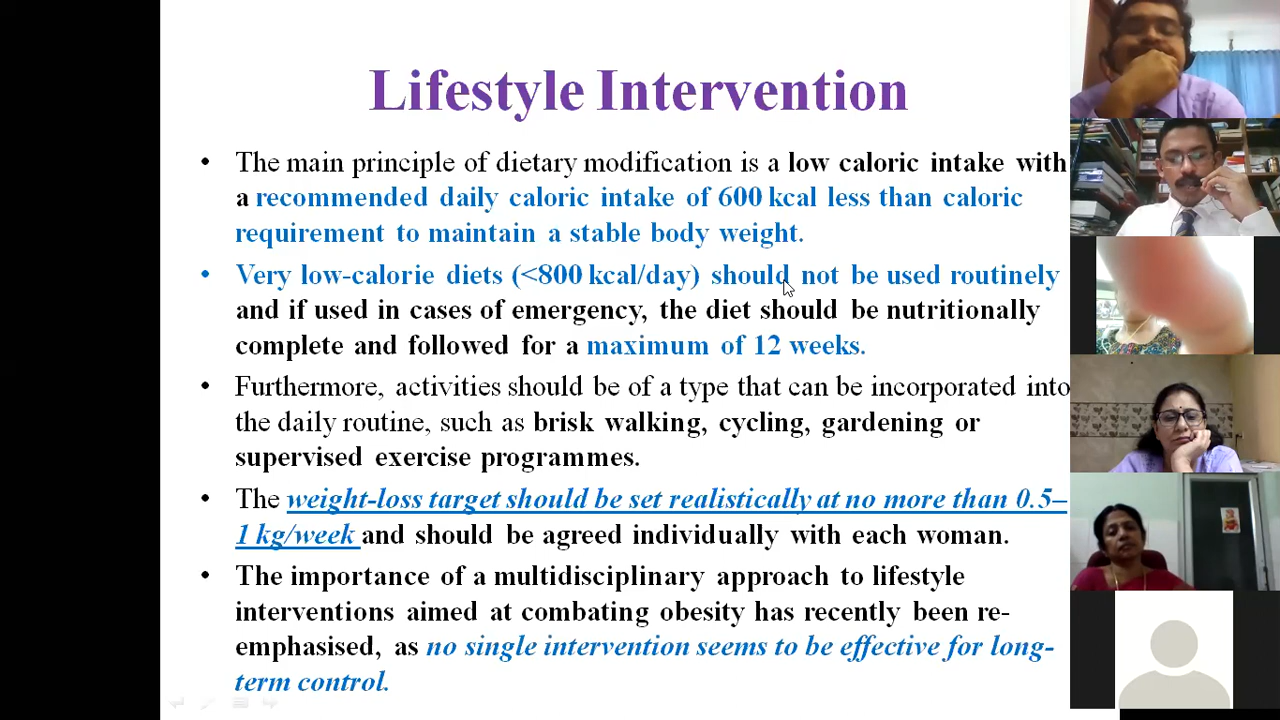 Lifestyle Intervention
• The main principle of dietary modification is a low caloric intake with
a recommended daily caloric intake of 600 kcal less than caloric
requirement to maintain a stable body weight.
• Very low-calorie diets (<800 kcal/day) should not be used routinely
and if used in cases of emergency, the diet should be nutritionally
complete and followed for a maximum of 12 weeks.
• Furthermore, activities should be of a type that can be incorporated into
the daily routine, such as brisk walking, cycling, gardening or
supervised exercise programmes.
• The weight-loss target should be set realistically at no more than 0.5–
1 kg/week and should be agreed individually with each woman.
• The importance of a multidisciplinary approach to lifestyle
interventions aimed at combating obesity has recently been re-
emphasised, as no single intervention seems to be effective for long-
term control.